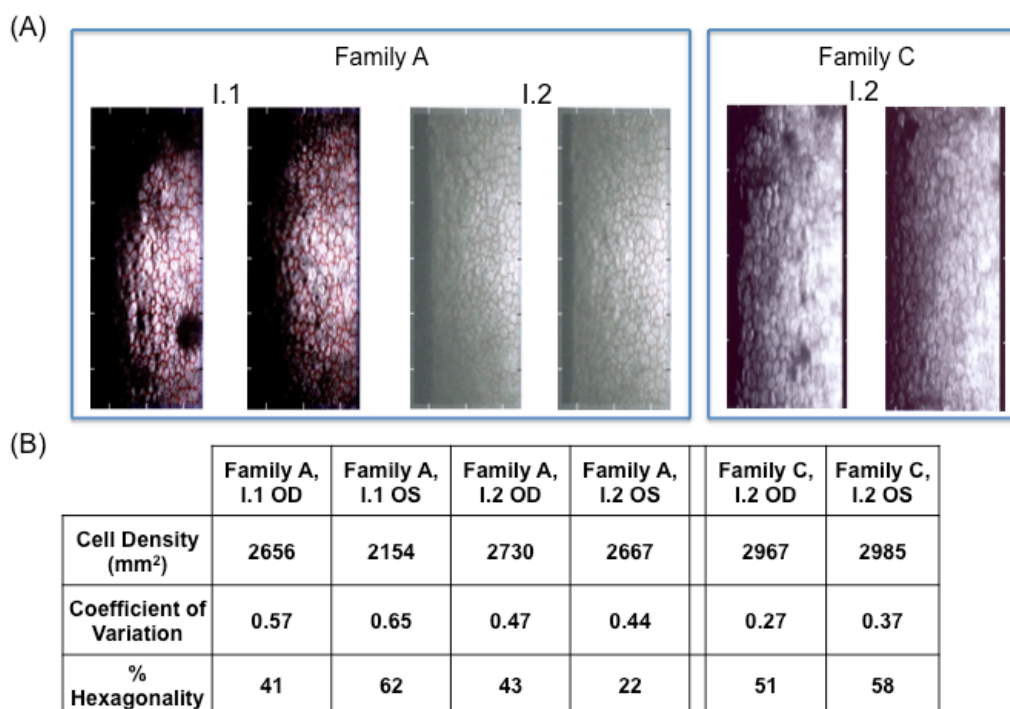 (A)
Family A
Family C
I.1
I.2
I.2
(B)
Family A, I.1 OD
Family A, I.1 OS
Family A, I.2 OD
Family A, I.2 OS
Family C, I.2 OD
Family C, I.2 OS
Cell Density (mm²) 2656 2154 2730 2667 2967 2985
Coefficient of Variation 0.57 0.65 0.47 0.44 0.27 0.37
% Hexagonality 41 62 43 22 51 58